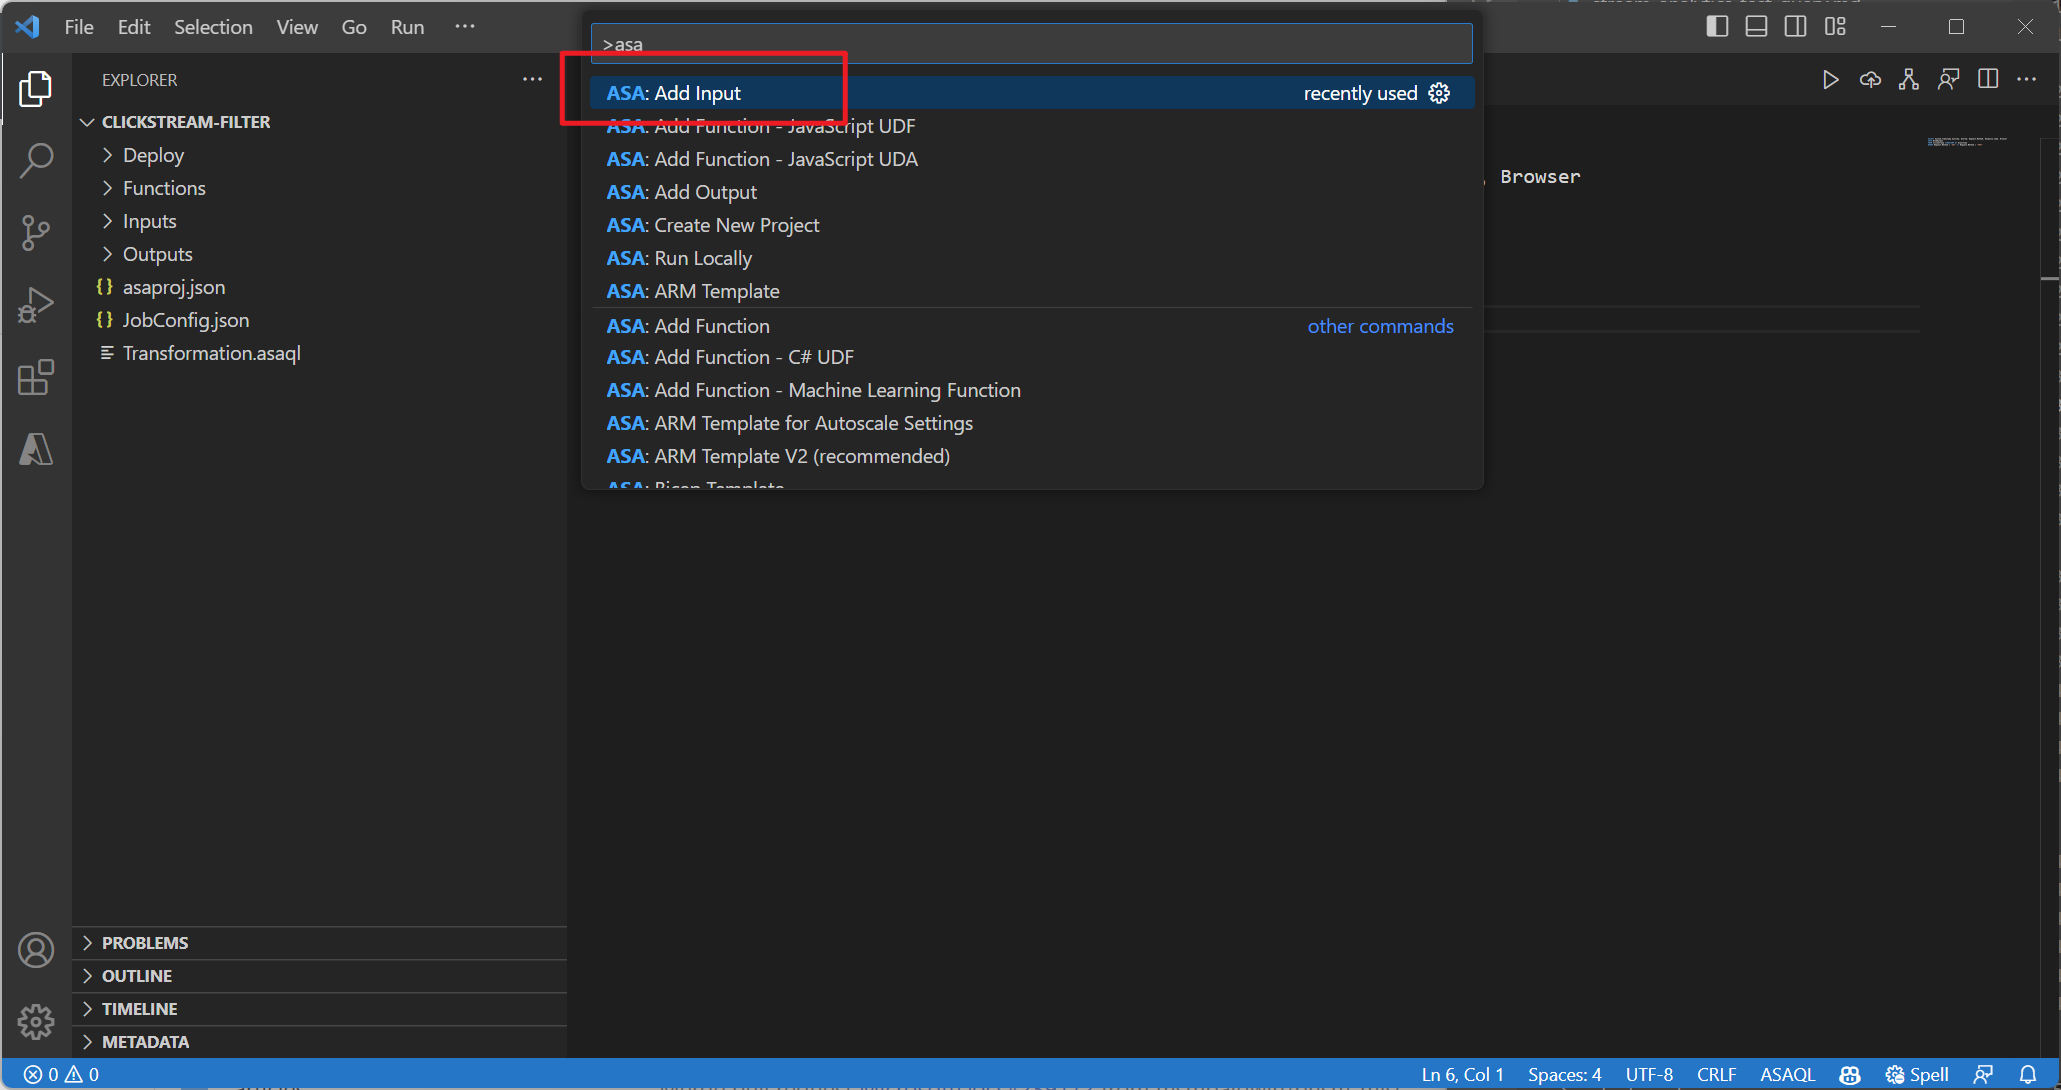 File Edit Selection View Go Run ...
>asa
EXPLORER
CLICKSTREAM-FILTER
Deploy
Functions
Inputs
Outputs
{} asaproj.json
{} JobConfig.json
Transformation.asaql
ASA: Add Input recently used
ASA: Add Function - JavaScript UDF
ASA: Add Function - JavaScript UDA
ASA: Add Output
ASA: Create New Project
ASA: Run Locally
ASA: ARM Template
ASA: Add Function other commands
ASA: Add Function - C# UDF
ASA: Add Function - Machine Learning Function
ASA: ARM Template for Autoscale Settings
ASA: ARM Template V2 (recommended)
ASA: Bicep Template
, Browser
PROBLEMS
OUTLINE
TIMELINE
METADATA
0 0
Ln 6, Col 1 Spaces: 4 UTF-8 CRLF ASAQL Spell